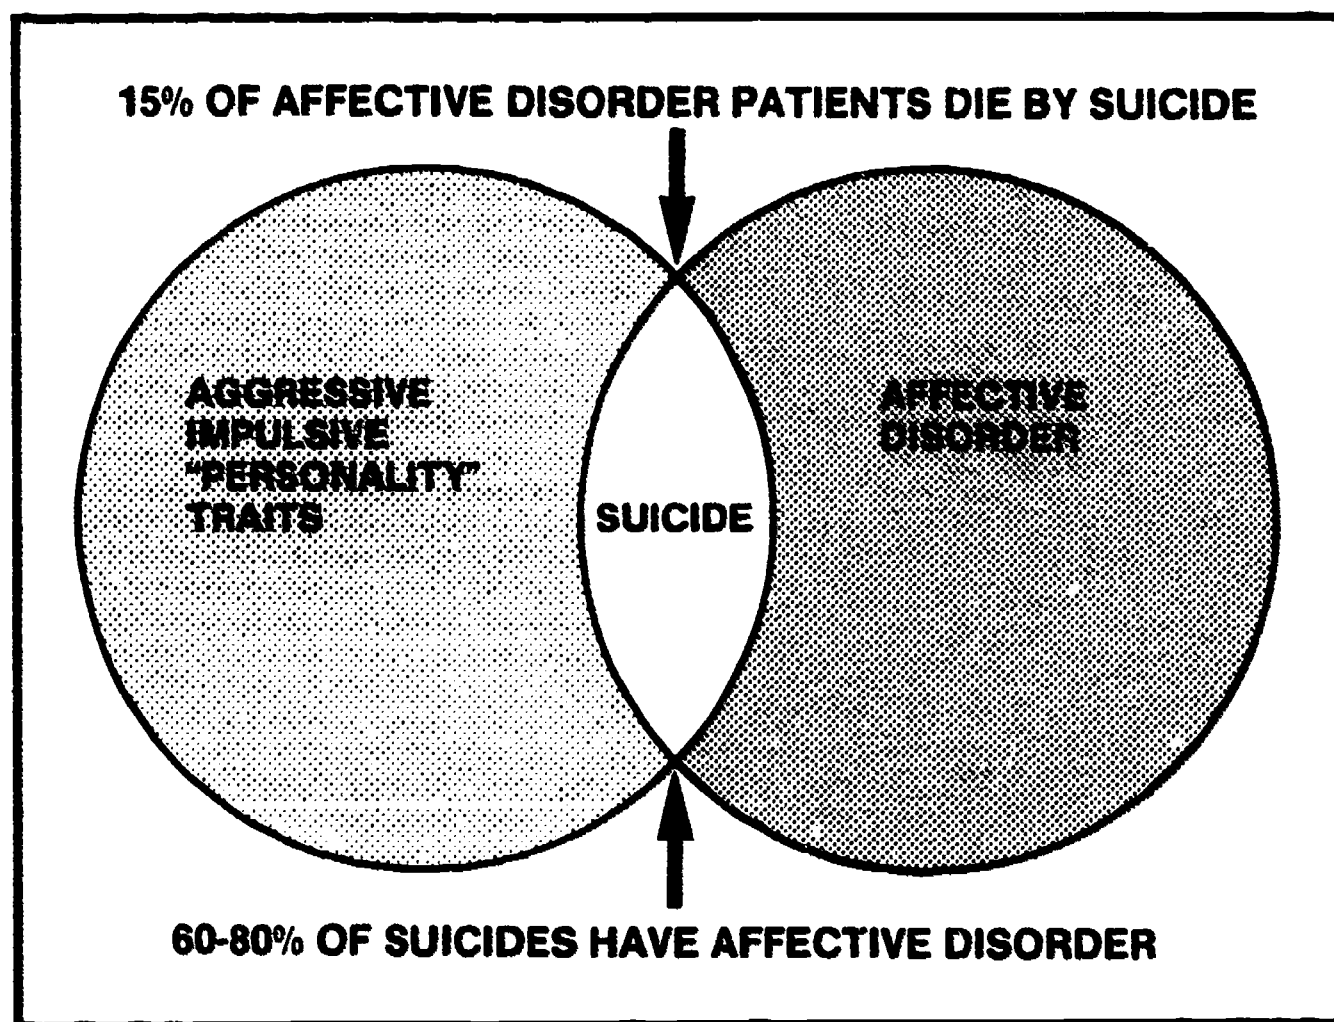 15% OF AFFECTIVE DISORDER PATIENTS DIE BY SUICIDE
AGGRESSIVE
IMPULSIVE
"PERSONALITY"
TRAITS
AFFECTIVE
DISORDER
SUICIDE
60-80% OF SUICIDES HAVE AFFECTIVE DISORDER